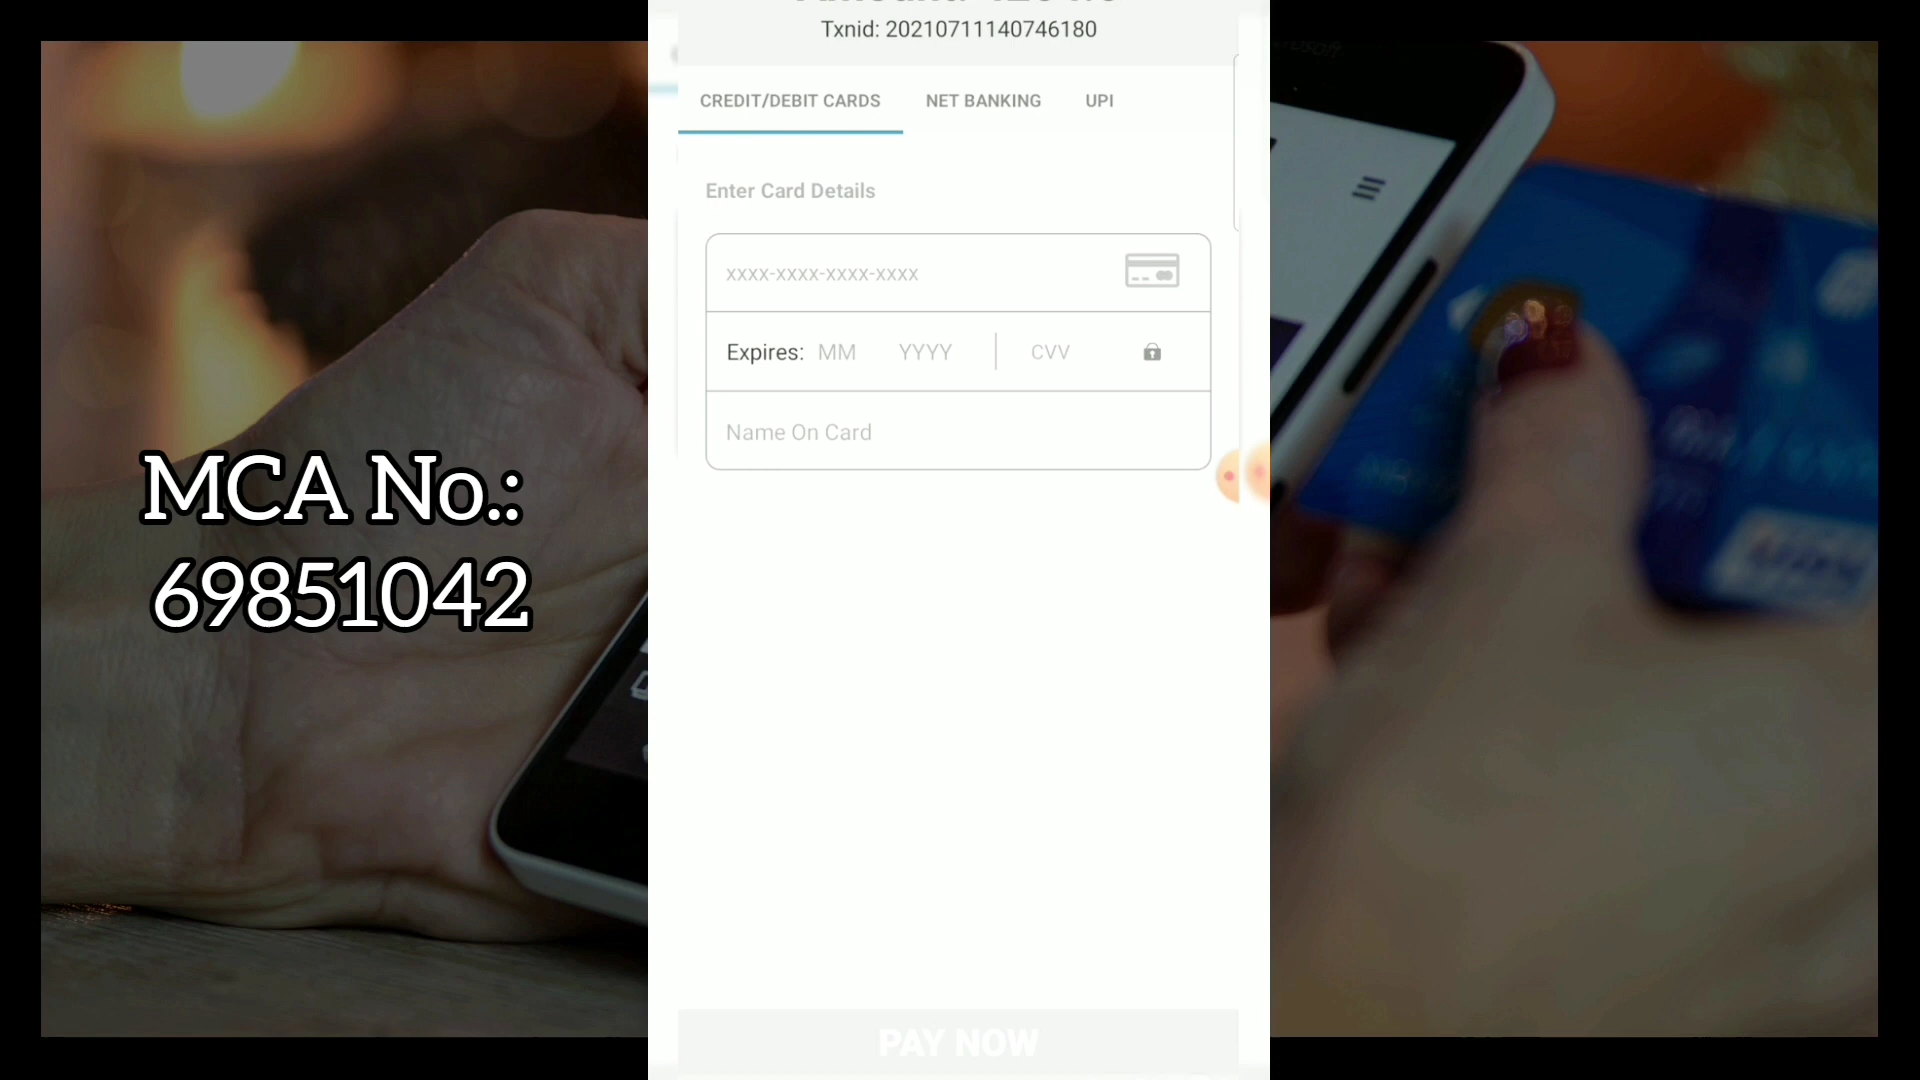 Txnid: 20210711140746180
CREDIT/DEBIT CARDS NET BANKING UPI
Enter Card Details
xxxx-xxxx-xxxx-xxxx
Expires: MM YYYY CVV
Name On Card
PAY NOW
MCA No.:
69851042